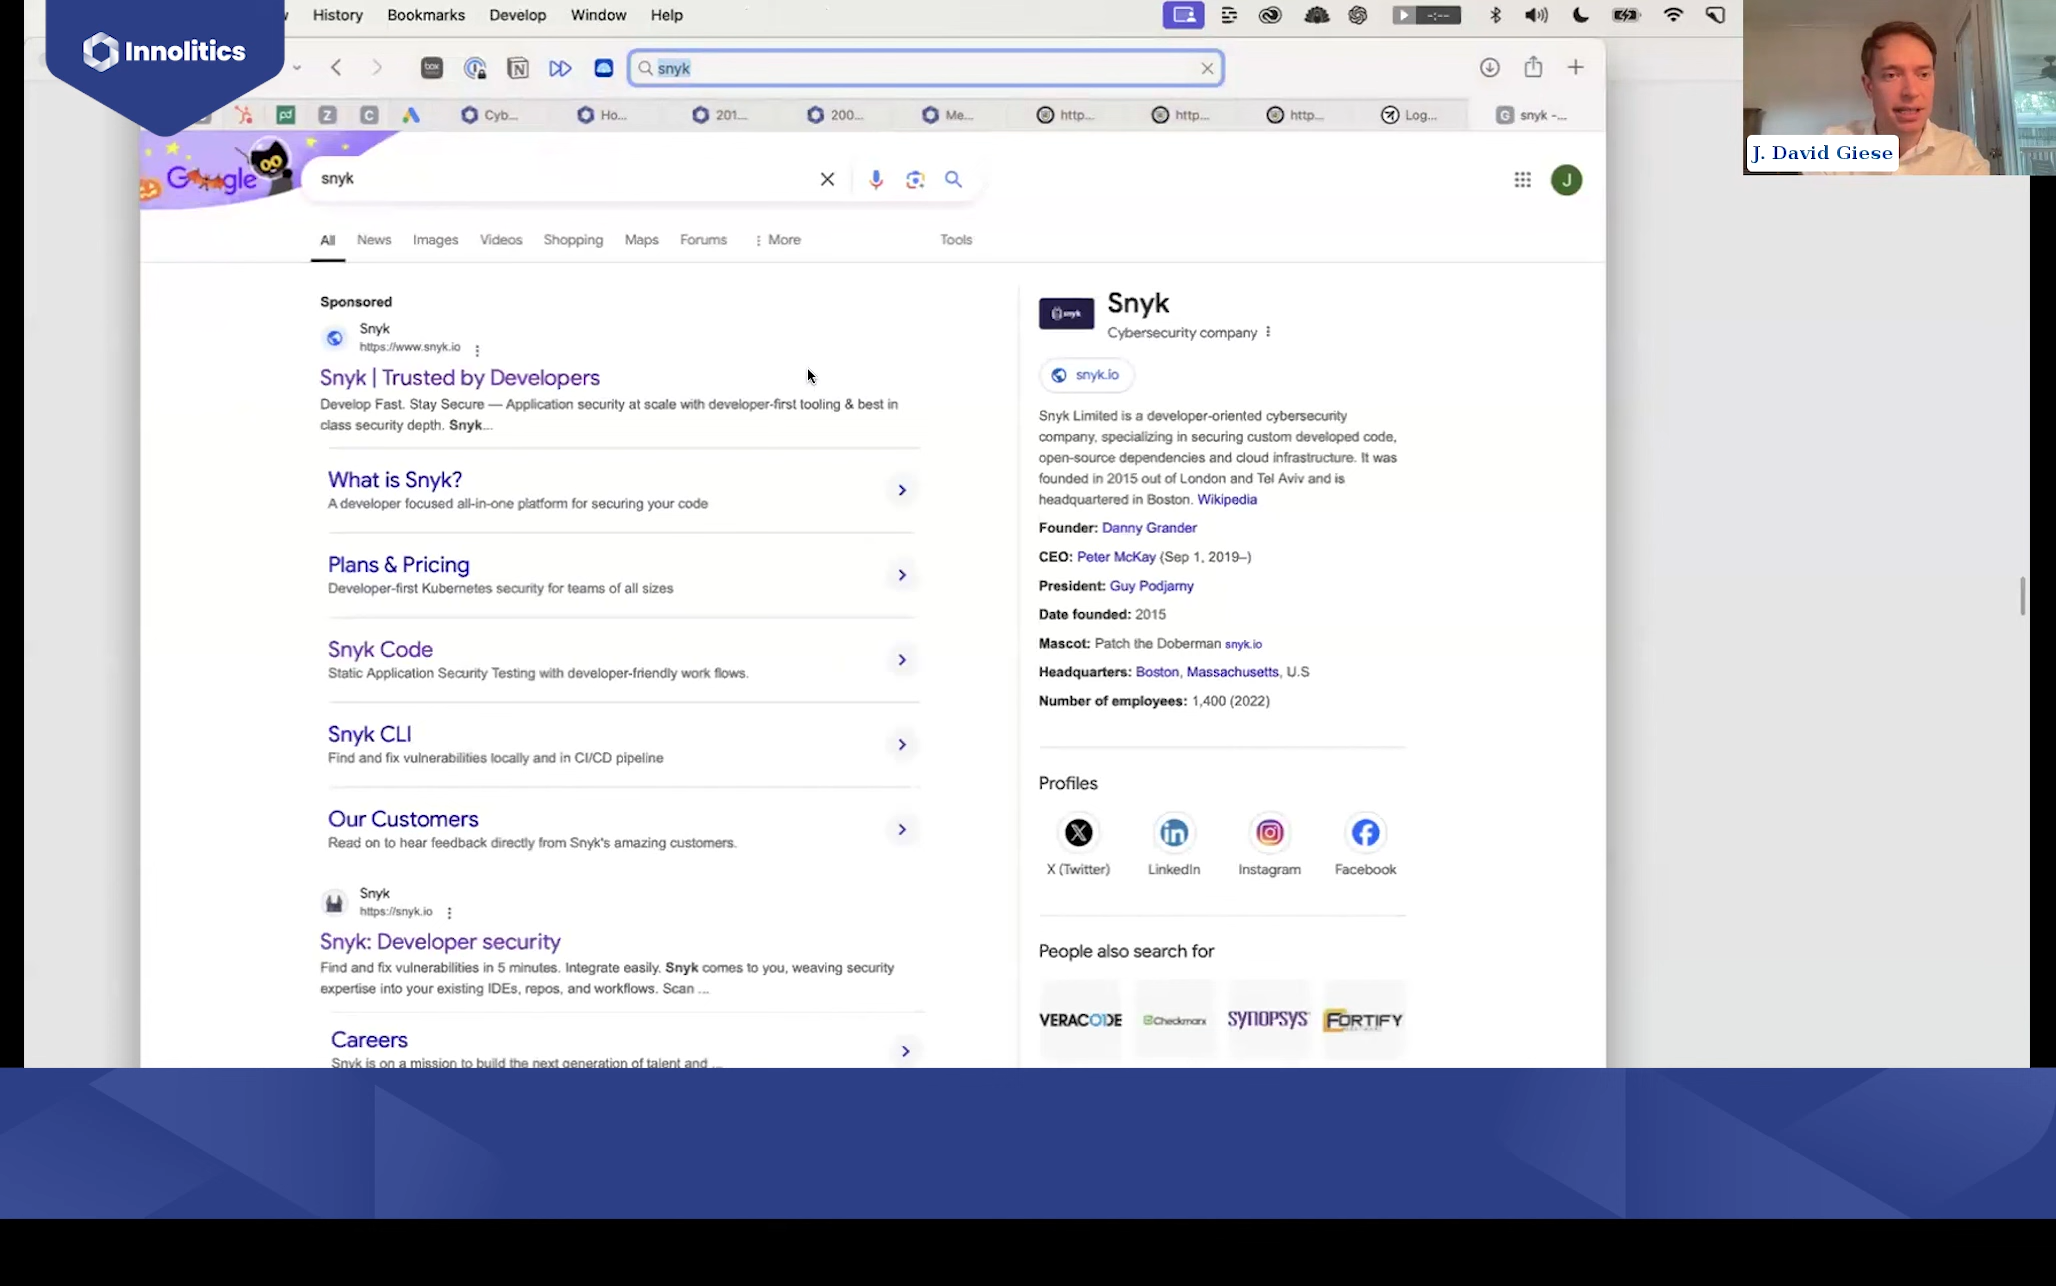 History Bookmarks Develop Window Help
Innolitics
box
snyk
pd
Z
C
Cyb...
Ho...
201...
200...
Me...
http...
http...
http...
Log...
G snyk -...
J. David Giese
Google
snyk
J
All News Images Videos Shopping Maps Forums More Tools
Sponsored
Snyk
https://www.snyk.io
Snyk | Trusted by Developers
Develop Fast. Stay Secure — Application security at scale with developer-first tooling & best in
class security depth. Snyk...
What is Snyk?
A developer focused all-in-one platform for securing your code
Plans & Pricing
Developer-first Kubernetes security for teams of all sizes
Snyk Code
Static Application Security Testing with developer-friendly work flows.
Snyk CLI
Find and fix vulnerabilities locally and in CI/CD pipeline
Our Customers
Read on to hear feedback directly from Snyk's amazing customers.
Snyk
https://snyk.io
Snyk: Developer security
Find and fix vulnerabilities in 5 minutes. Integrate easily. Snyk comes to you, weaving security
expertise into your existing IDEs, repos, and workflows. Scan ...
Careers
Snyk is on a mission to build the next generation of talent and ...
snyk
Snyk
Cybersecurity company
snyk.io
Snyk Limited is a developer-oriented cybersecurity
company, specializing in securing custom developed code,
open-source dependencies and cloud infrastructure. It was
founded in 2015 out of London and Tel Aviv and is
headquartered in Boston. Wikipedia
Founder: Danny Grander
CEO: Peter McKay (Sep 1, 2019–)
President: Guy Podjarny
Date founded: 2015
Mascot: Patch the Doberman snyk.io
Headquarters: Boston, Massachusetts, U.S
Number of employees: 1,400 (2022)
Profiles
X (Twitter) LinkedIn Instagram Facebook
People also search for
VERACODE Checkmarx SYNOPSYS FORTIFY